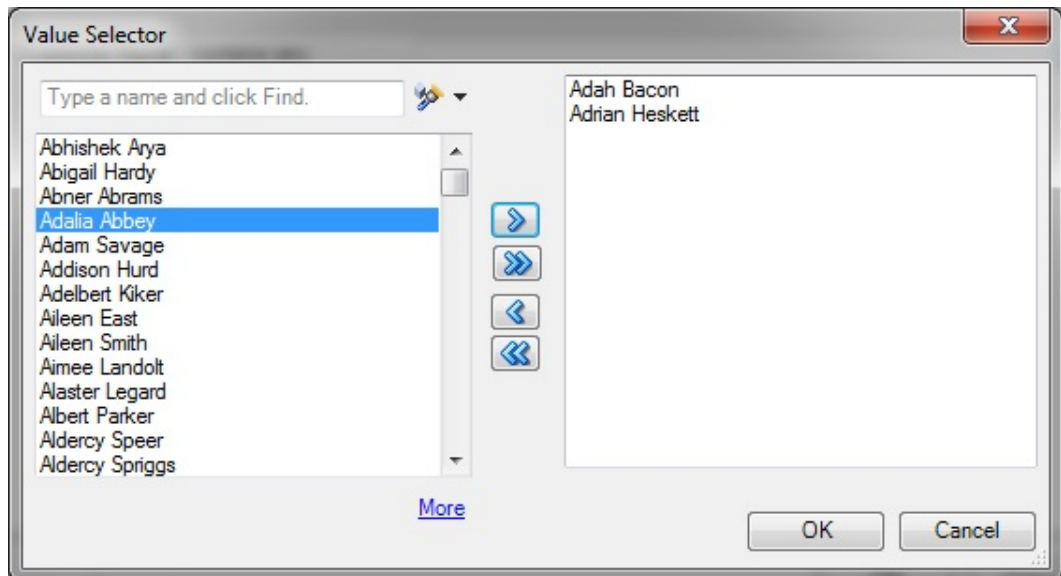 Value Selector
Type a name and click Find.
Abhishek Arya
Abigail Hardy
Abner Abrams
Adalia Abbey
Adam Savage
Addison Hurd
Adelbert Kiker
Aileen East
Aileen Smith
Aimee Landolt
Alaster Legard
Albert Parker
Aldercy Speer
Aldercy Spriggs
More
Adah Bacon
Adrian Heskett
OK
Cancel